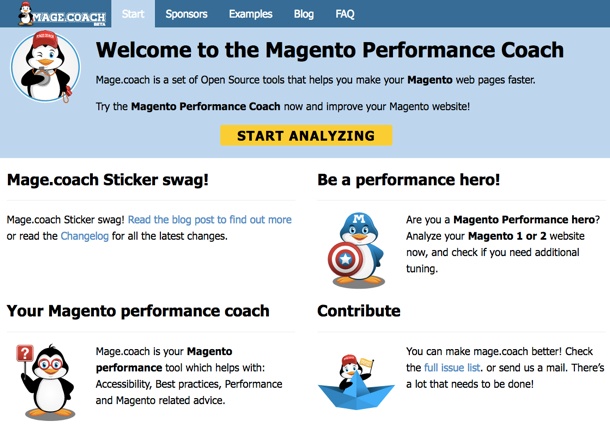 MAGE.COACH
BETA
Start
Sponsors
Examples
Blog
FAQ
Welcome to the Magento Performance Coach
Mage.coach is a set of Open Source tools that helps you make your Magento web pages faster.
Try the Magento Performance Coach now and improve your Magento website!
START ANALYZING
Mage.coach Sticker swag!
Mage.coach Sticker swag! Read the blog post to find out more
or read the Changelog for all the latest changes.
Be a performance hero!
M
Are you a Magento Performance hero?
Analyze your Magento 1 or 2 website
now, and check if you need additional
tuning.
Your Magento performance coach
?
Mage.coach is your Magento
performance tool which helps with:
Accessibility, Best practices, Performance
and Magento related advice.
Contribute
You can make mage.coach better! Check
the full issue list. or send us a mail. There's
a lot that needs to be done!